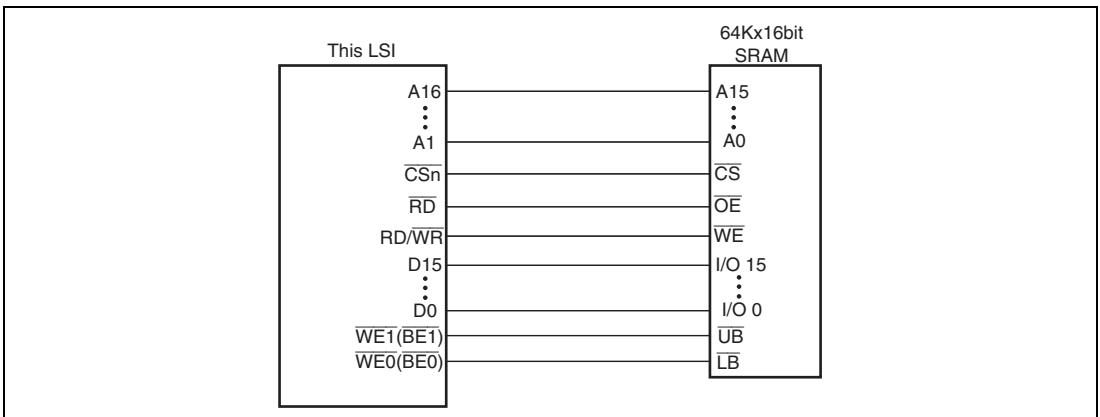 This LSI
64Kx16bit
SRAM
A16
A15
A1
A0
CSn
CS
RD
OE
RD/WR
WE
D15
I/O 15
D0
I/O 0
WE1(BE1)
UB
WE0(BE0)
LB